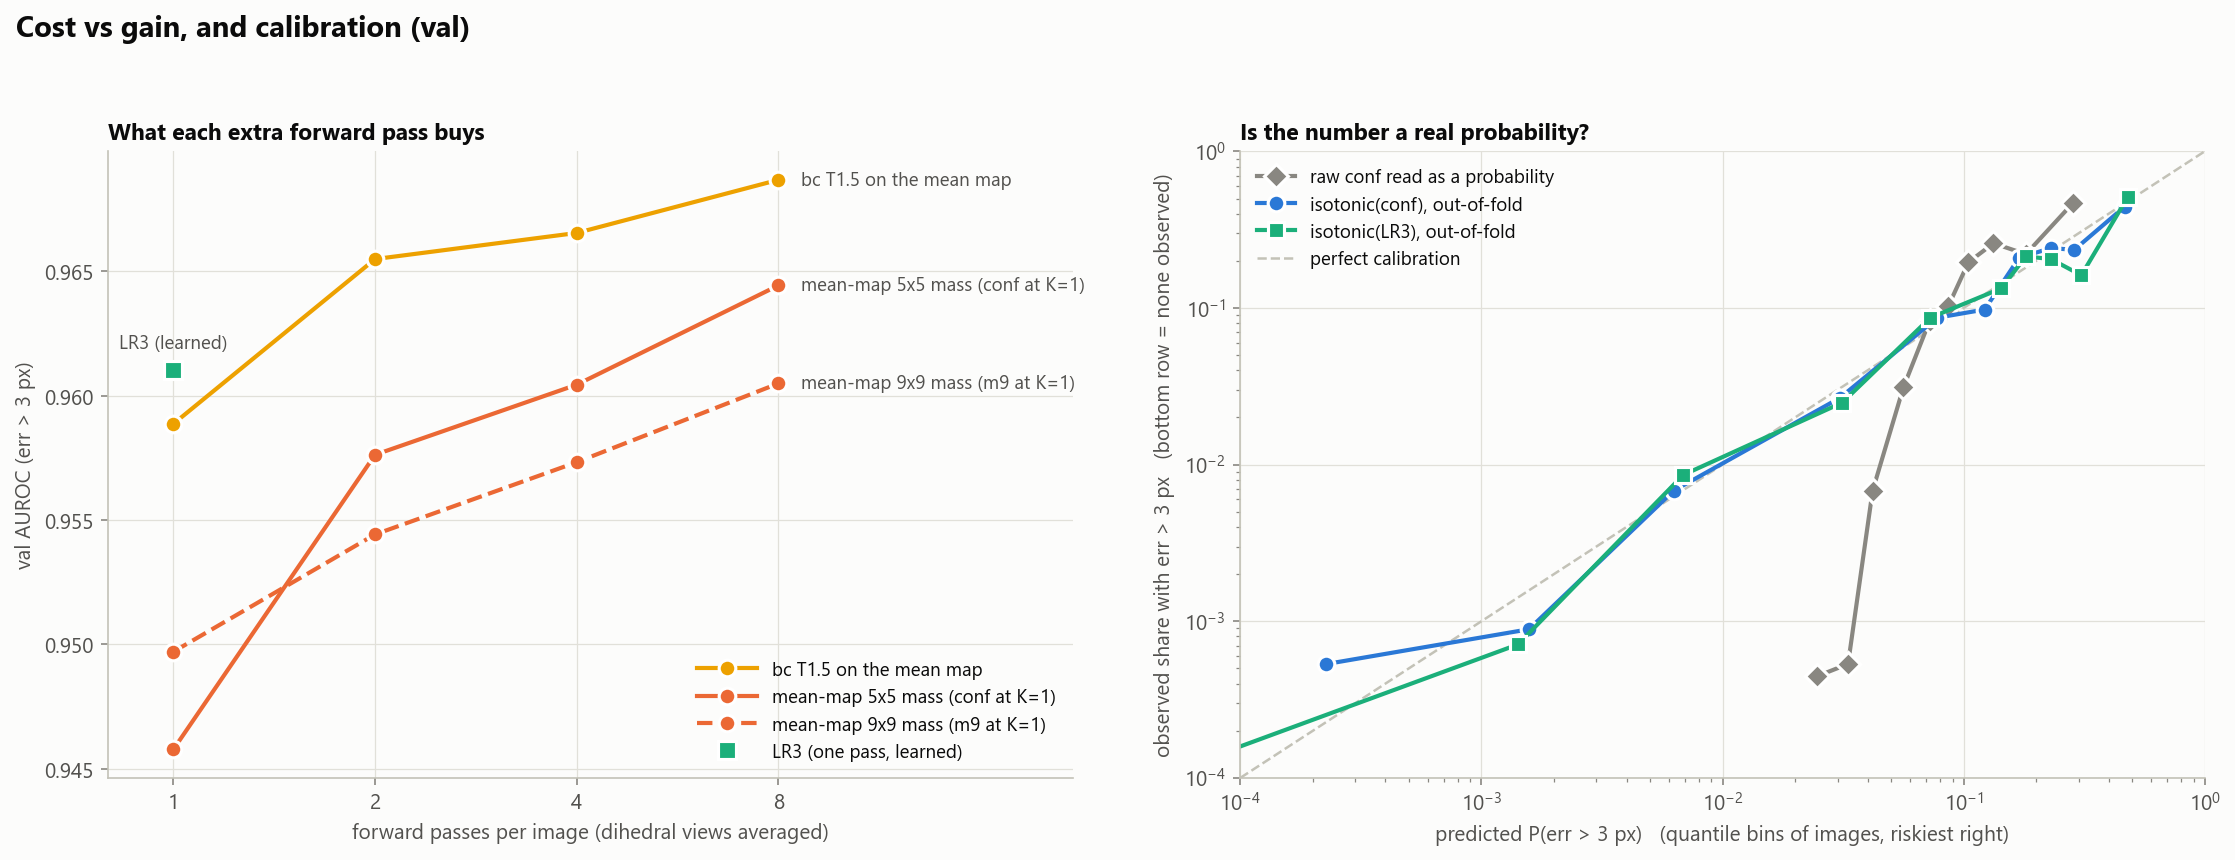 Cost vs gain, and calibration (val)
What each extra forward pass buys
val AUROC (err > 3 px)
0.965
0.960
0.955
0.950
0.945
LR3 (learned)
bc T1.5 on the mean map
mean-map 5x5 mass (conf at K=1)
mean-map 9x9 mass (m9 at K=1)
bc T1.5 on the mean map
mean-map 5x5 mass (conf at K=1)
mean-map 9x9 mass (m9 at K=1)
LR3 (one pass, learned)
1 2 4 8
forward passes per image (dihedral views averaged)
Is the number a real probability?
observed share with err > 3 px (bottom row = none observed)
10⁰
10⁻¹
10⁻²
10⁻³
10⁻⁴
raw conf read as a probability
isotonic(conf), out-of-fold
isotonic(LR3), out-of-fold
perfect calibration
10⁻⁴ 10⁻³ 10⁻² 10⁻¹ 10⁰
predicted P(err > 3 px) (quantile bins of images, riskiest right)